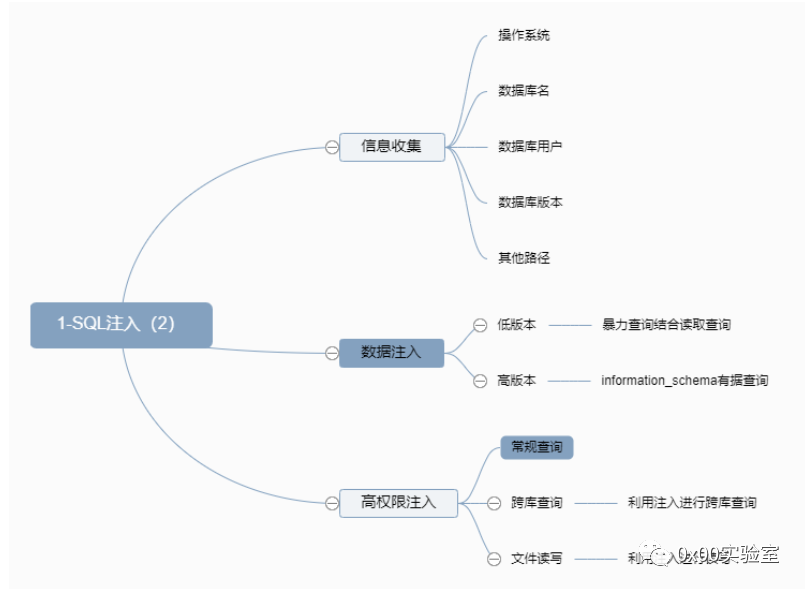 操作系统
数据库名
信息收集
数据库用户
数据库版本
其他路径
1-SQL注入（2）
低版本 暴力查询结合读取查询
数据注入
高版本 information_schema有据查询
常规查询
高权限注入
跨库查询 利用注入进行跨库查询
文件读写
0x00实验室